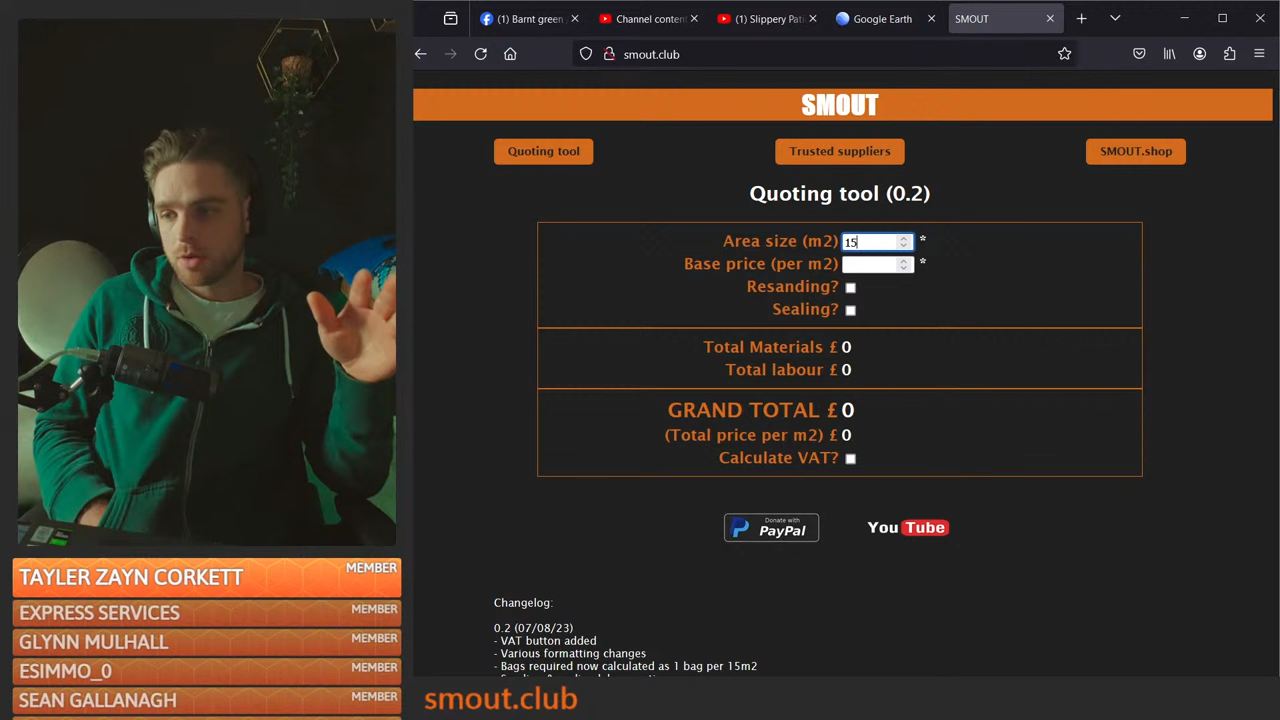 (1) Barnt green
Channel content
(1) Slippery Pati
Google Earth
SMOUT
smout.club
SMOUT
Quoting tool
Trusted suppliers
SMOUT.shop
Quoting tool (0.2)
Area size (m2) 15 *
Base price (per m2) *
Resanding?
Sealing?
Total Materials £ 0
Total labour £ 0
GRAND TOTAL £ 0
(Total price per m2) £ 0
Calculate VAT?
Donate with
PayPal
You Tube
Changelog:
0.2 (07/08/23)
- VAT button added
- Various formatting changes
- Bags required now calculated as 1 bag per 15m2
TAYLER ZAYN CORKETT MEMBER
EXPRESS SERVICES MEMBER
GLYNN MULHALL MEMBER
ESIMMO_0 MEMBER
SEAN GALLANAGH MEMBER
smout.club